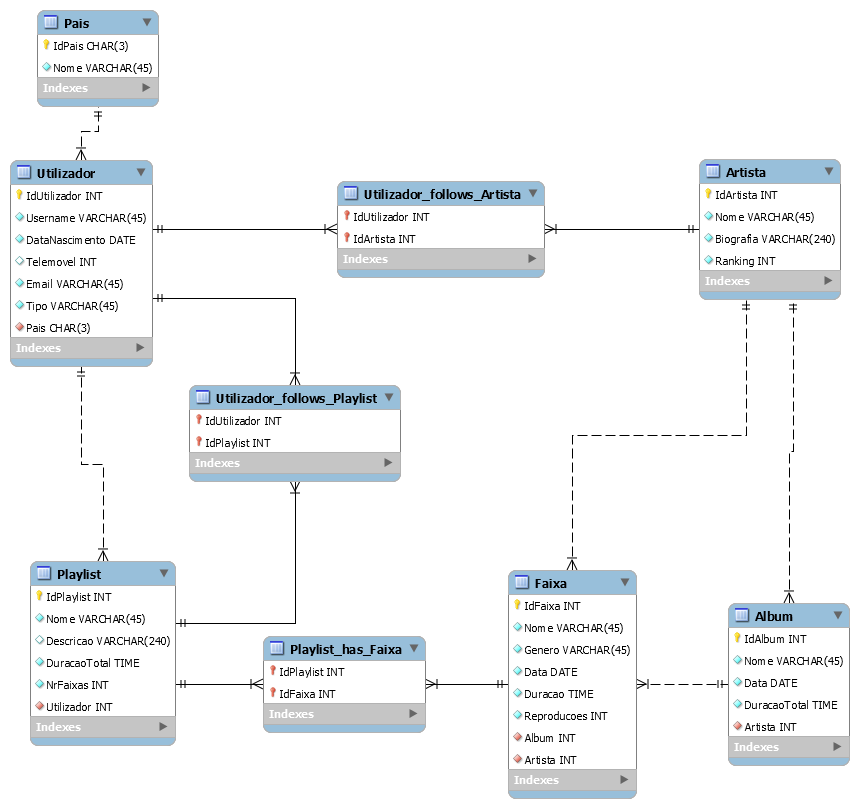 Pais
IdPais CHAR(3)
Nome VARCHAR(45)
Indexes
Utilizador
IdUtilizador INT
Username VARCHAR(45)
DataNascimento DATE
Telemovel INT
Email VARCHAR(45)
Tipo VARCHAR(45)
Pais CHAR(3)
Indexes
Utilizador_follows_Artista
IdUtilizador INT
IdArtista INT
Indexes
Artista
IdArtista INT
Nome VARCHAR(45)
Biografia VARCHAR(240)
Ranking INT
Indexes
Utilizador_follows_Playlist
IdUtilizador INT
IdPlaylist INT
Indexes
Playlist
IdPlaylist INT
Nome VARCHAR(45)
Descricao VARCHAR(240)
DuracaoTotal TIME
NrFaixas INT
Utilizador INT
Indexes
Playlist_has_Faixa
IdPlaylist INT
IdFaixa INT
Indexes
Faixa
IdFaixa INT
Nome VARCHAR(45)
Genero VARCHAR(45)
Data DATE
Duracao TIME
Reproducoes INT
Album INT
Artista INT
Indexes
Album
IdAlbum INT
Nome VARCHAR(45)
Data DATE
DuracaoTotal TIME
Artista INT
Indexes